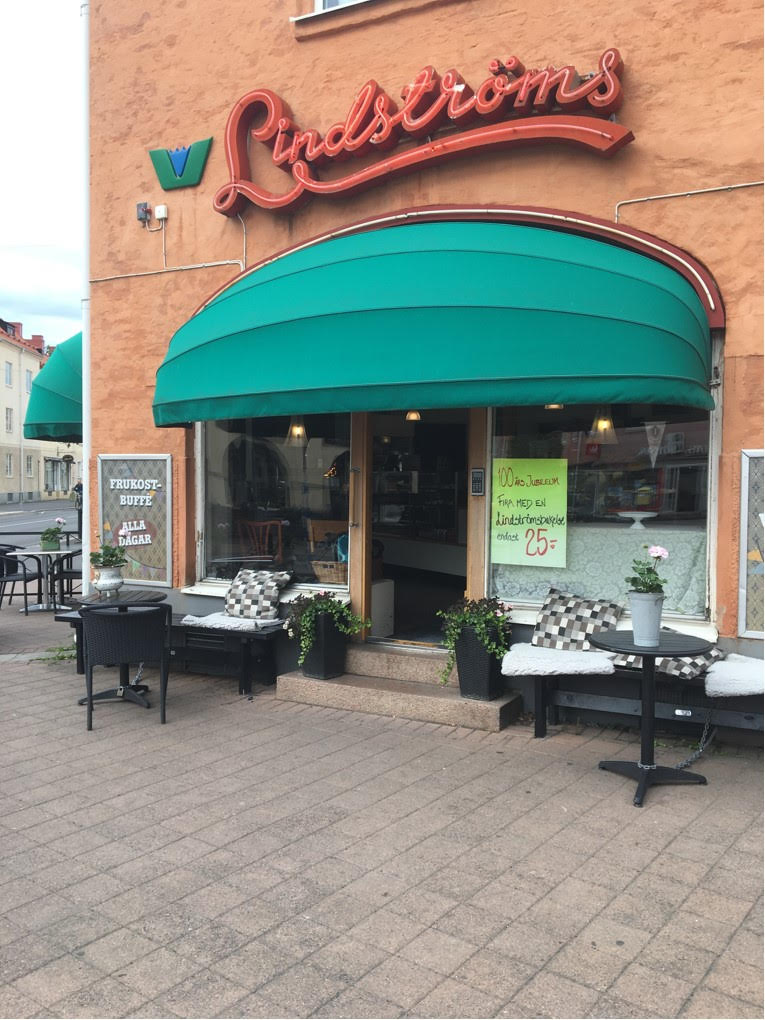 Lindströms
FRUKOST-
BUFFÉ
ALLA
DAGAR
100 års JUBILEUM
FIRA MED EN
Lindströmsbakelse
endast 25:-